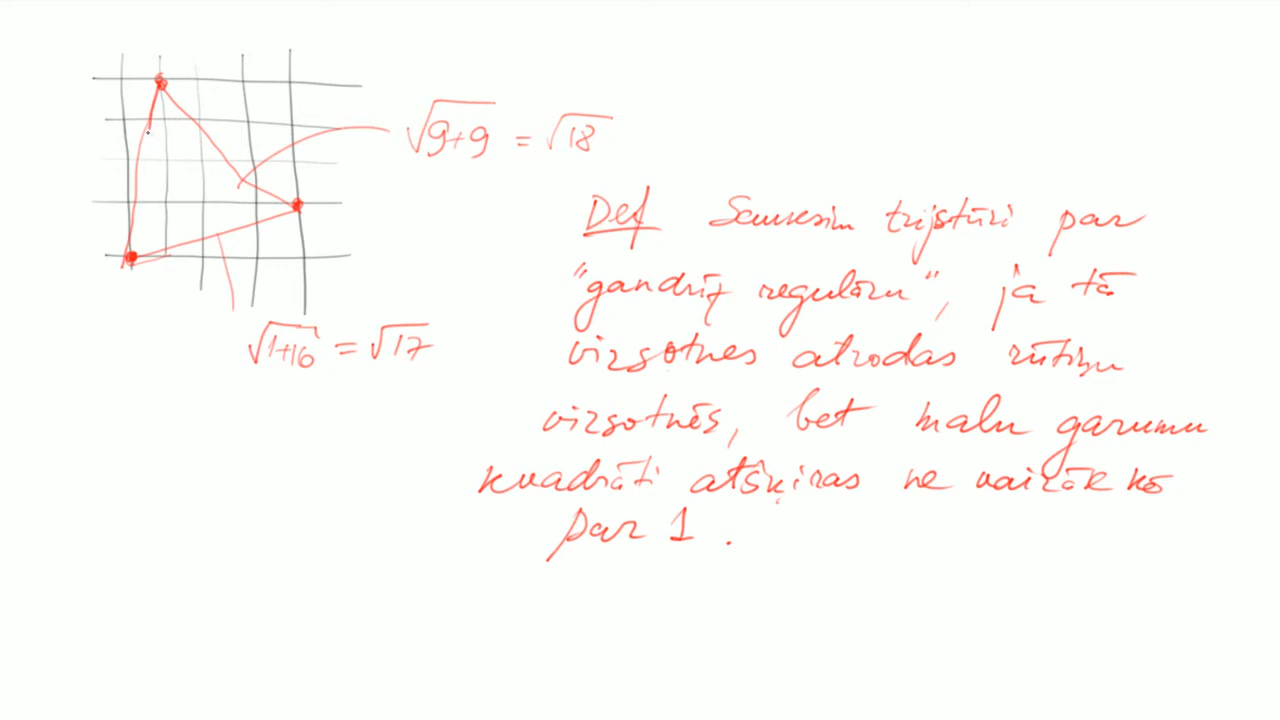 √9+9 = √18
Def Sauksim trijstūri par
"gandrīz regulāru", ja tā
virsotnes atrodas rūtiņu
√1+16 = √17
virsotnēs, bet malu garumu
kvadrāti atšķiras ne vairāk kā
par 1.